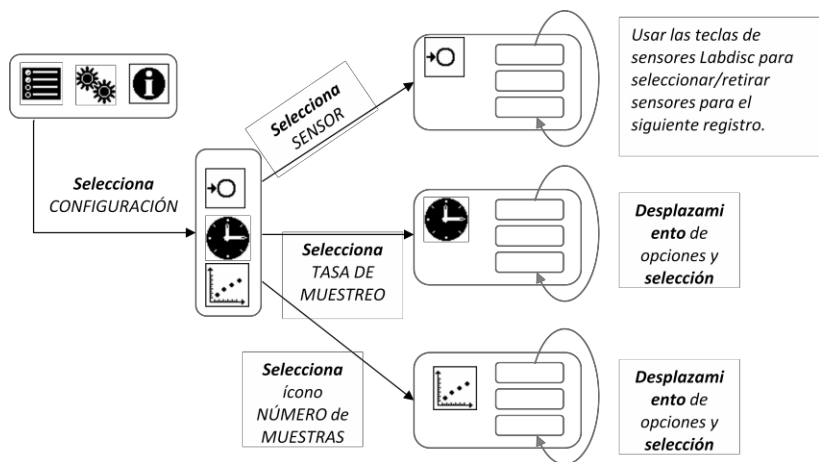 Usar las teclas de
sensores Labdisc para
seleccionar/retirar
sensores para el
siguiente registro.
Selecciona
SENSOR
Selecciona
CONFIGURACIÓN
Selecciona
TASA DE
MUESTREO
Desplazami
ento de
opciones y
selección
Selecciona
ícono
NÚMERO de
MUESTRAS
Desplazami
ento de
opciones y
selección